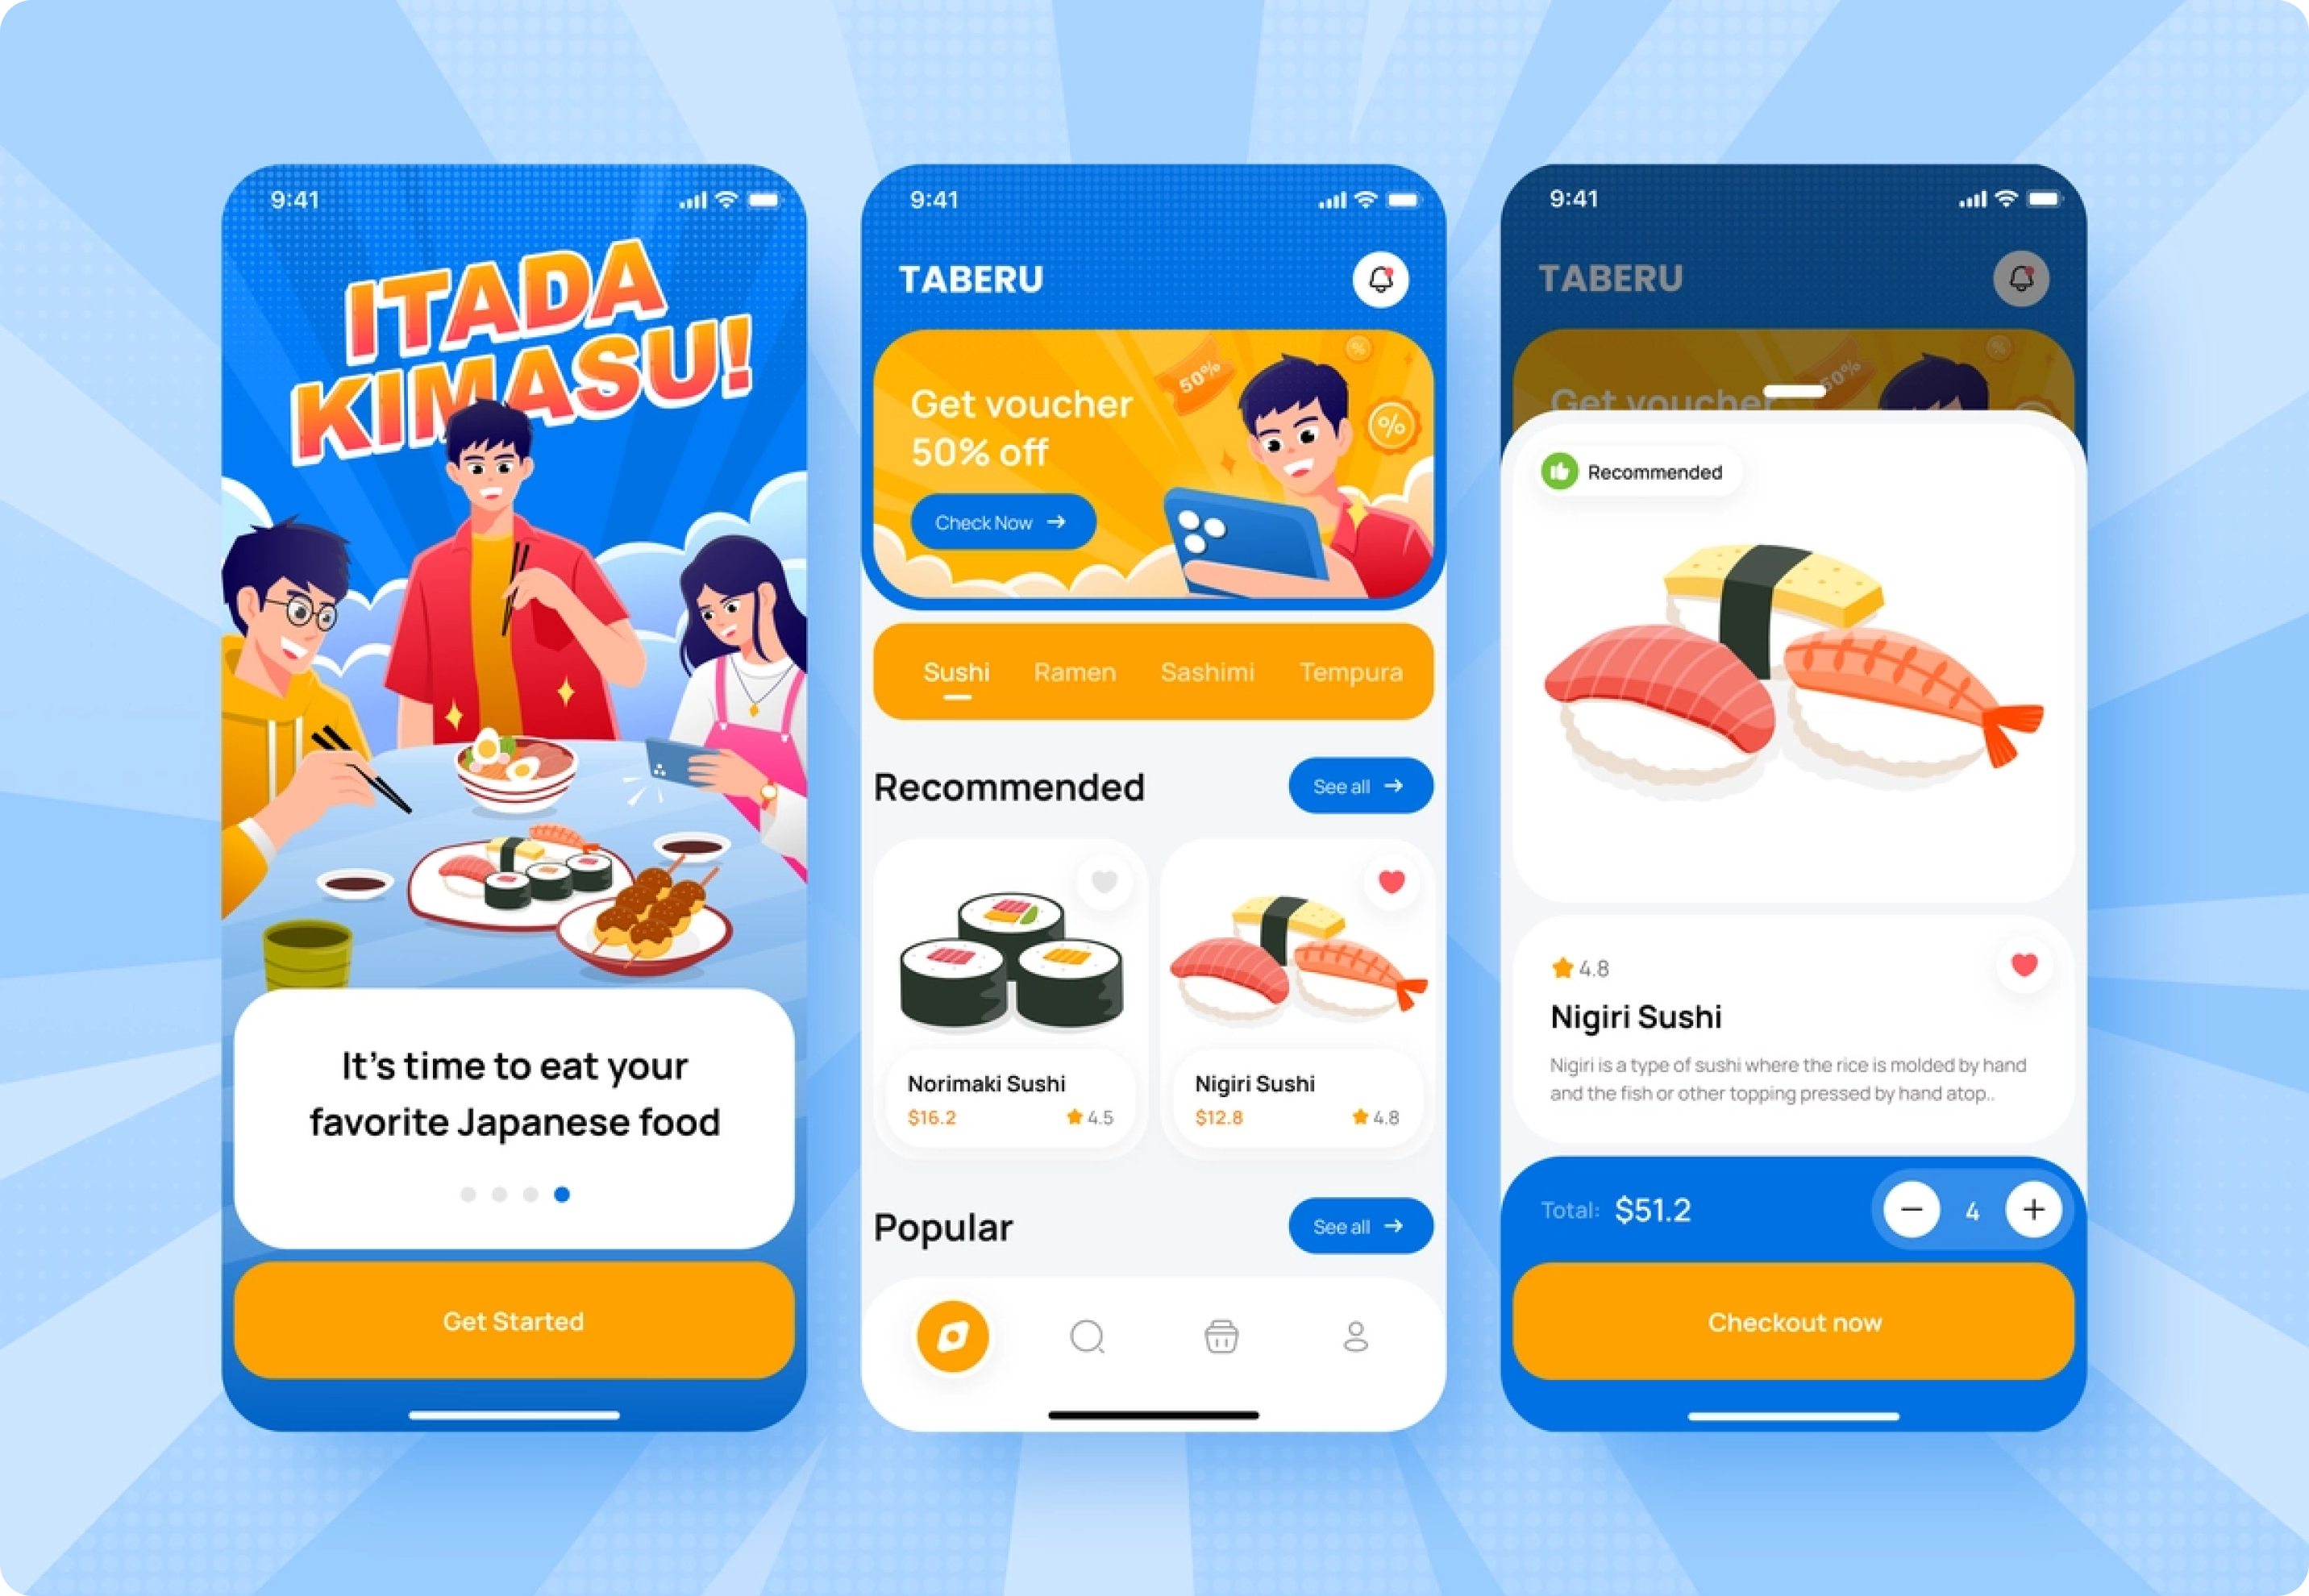 9:41
ITADA
KIMASU!
It's time to eat your
favorite Japanese food
Get Started
9:41
TABERU
Get voucher
50% off
50%
%
%
Check Now
Sushi Ramen Sashimi Tempura
Recommended
See all
Norimaki Sushi
$16.2 4.5
Nigiri Sushi
$12.8 4.8
Popular
See all
9:41
TABERU
Get voucher
50%
%
Recommended
4.8
Nigiri Sushi
Nigiri is a type of sushi where the rice is molded by hand
and the fish or other topping pressed by hand atop..
Total: $51.2
4
Checkout now